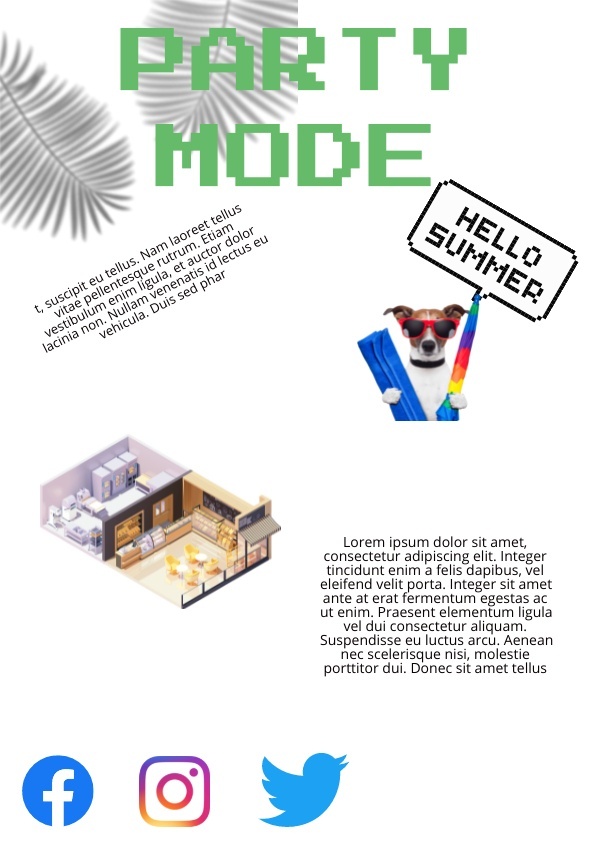 PARTY
MODE
HELLO
SUMMER
t, suscipit eu tellus. Nam laoreet tellus
vitae pellentesque rutrum. Etiam
vestibulum enim ligula, et auctor dolor
lacinia non. Nullam venenatis id lectus eu
vehicula. Duis sed phar
Lorem ipsum dolor sit amet,
consectetur adipiscing elit. Integer
tincidunt enim a felis dapibus, vel
eleifend velit porta. Integer sit amet
ante at erat fermentum egestas ac
ut enim. Praesent elementum ligula
vel dui consectetur aliquam.
Suspendisse eu luctus arcu. Aenean
nec scelerisque nisi, molestie
porttitor dui. Donec sit amet tellus